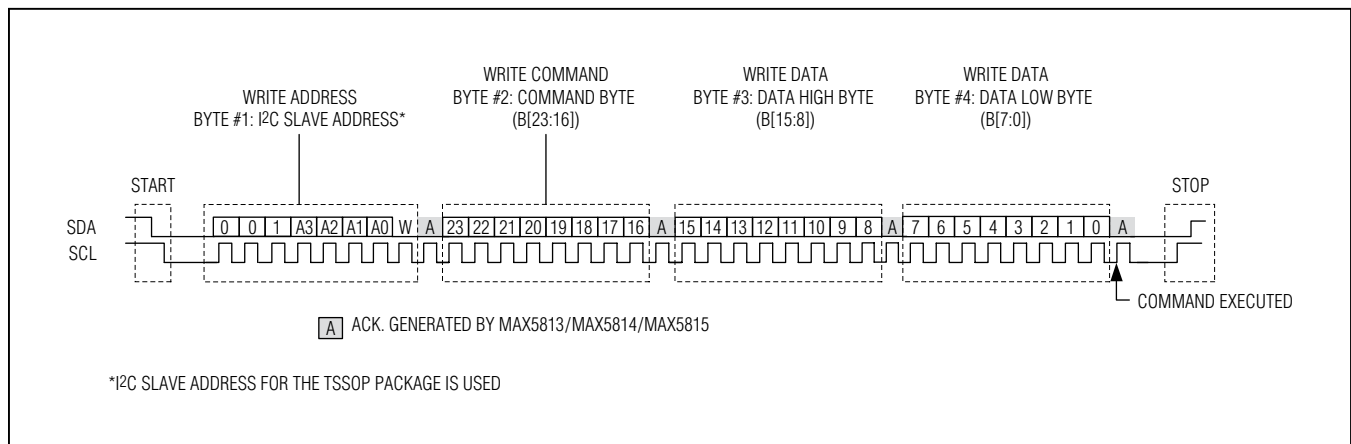 WRITE ADDRESS
BYTE #1: I2C SLAVE ADDRESS*
WRITE COMMAND
BYTE #2: COMMAND BYTE
(B[23:16])
WRITE DATA
BYTE #3: DATA HIGH BYTE
(B[15:8])
WRITE DATA
BYTE #4: DATA LOW BYTE
(B[7:0])
START
STOP
SDA
0 0 1 A3 A2 A1 A0 W A 23 22 21 20 19 18 17 16 A 15 14 13 12 11 10 9 8 A 7 6 5 4 3 2 1 0 A
SCL
COMMAND EXECUTED
A ACK. GENERATED BY MAX5813/MAX5814/MAX5815
*I2C SLAVE ADDRESS FOR THE TSSOP PACKAGE IS USED